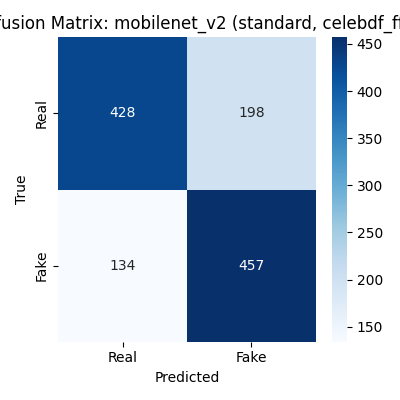 fusion Matrix: mobilenet_v2 (standard, celebdf_ff
Real
428
198
True
Fake
134
457
Real
Fake
Predicted
450
400
350
300
250
200
150